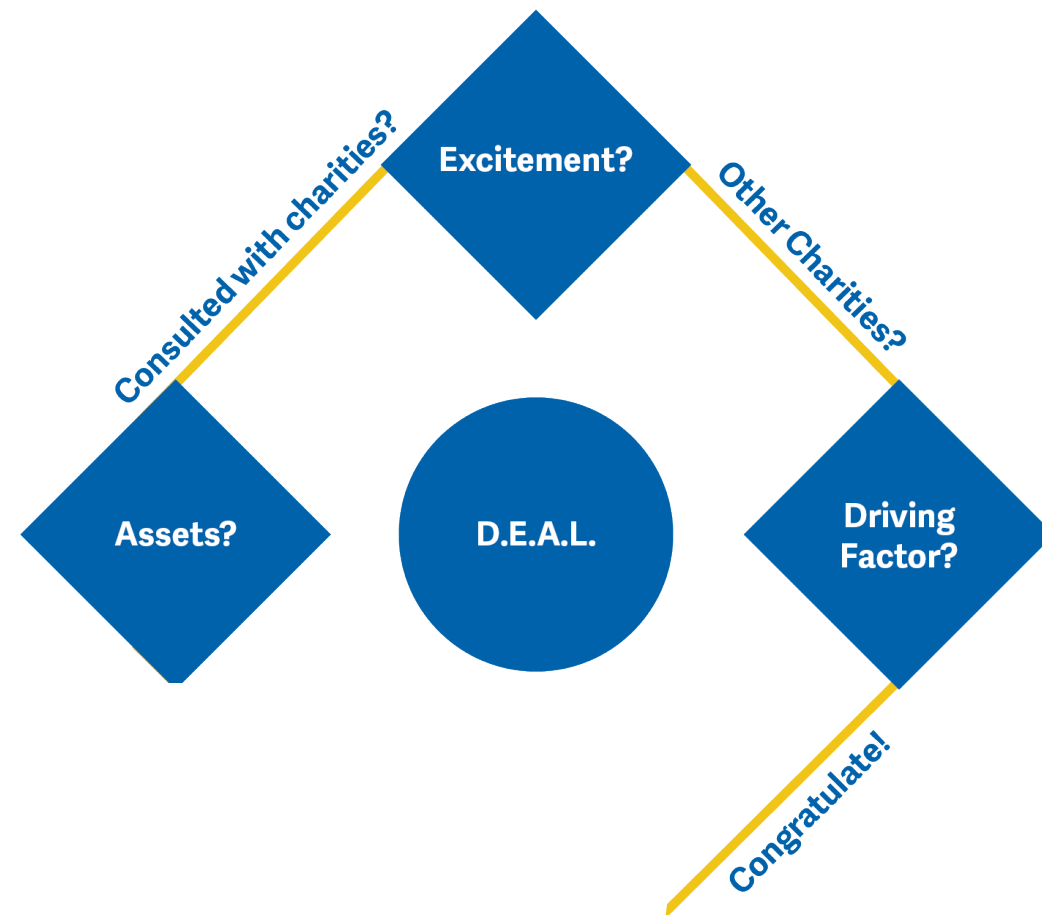 Excitement?
Consulted with charities?
Other Charities?
Assets?
D.E.A.L.
Driving
Factor?
Congratulate!